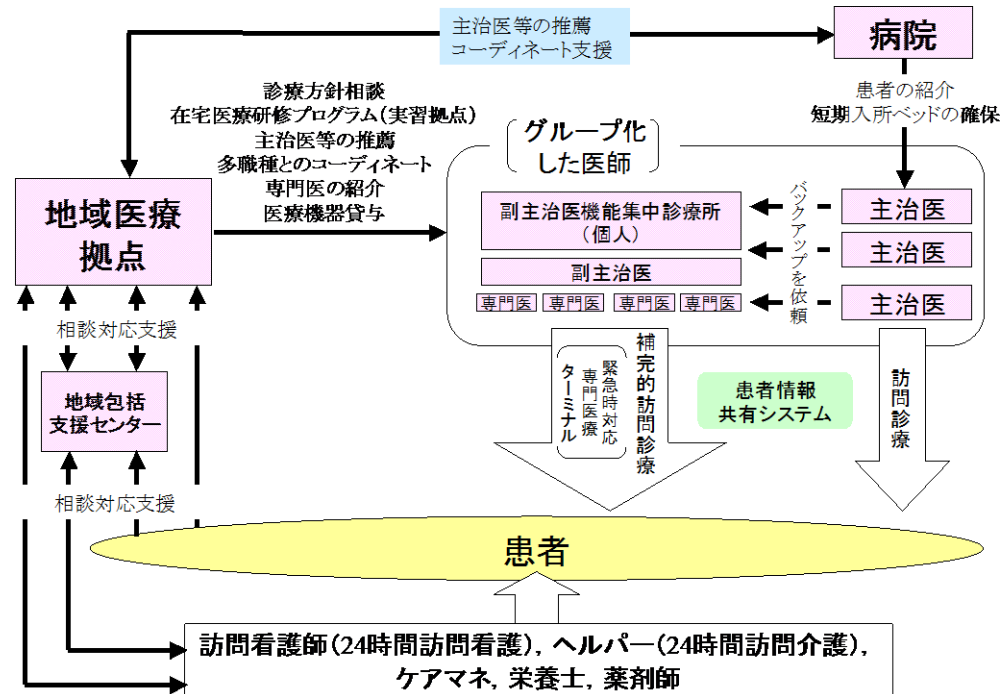 主治医等の推薦
コーディネート支援
病院
患者の紹介
短期入所ベッドの確保
診療方針相談
在宅医療研修プログラム(実習拠点)
主治医等の推薦
多職種とのコーディネート
専門医の紹介
医療機器貸与
グループ化
した医師
地域医療
拠点
副主治医機能集中診療所
(個人)
副主治医
専門医
専門医
専門医
専門医
バックアップを依頼
主治医
主治医
主治医
相談対応支援
地域包括
支援センター
相談対応支援
補完的訪問診療
緊急時対応
専門医療
ターミナル
患者情報
共有システム
訪問診療
患者
訪問看護師(24時間訪問看護), ヘルパー(24時間訪問介護),
ケアマネ, 栄養士, 薬剤師